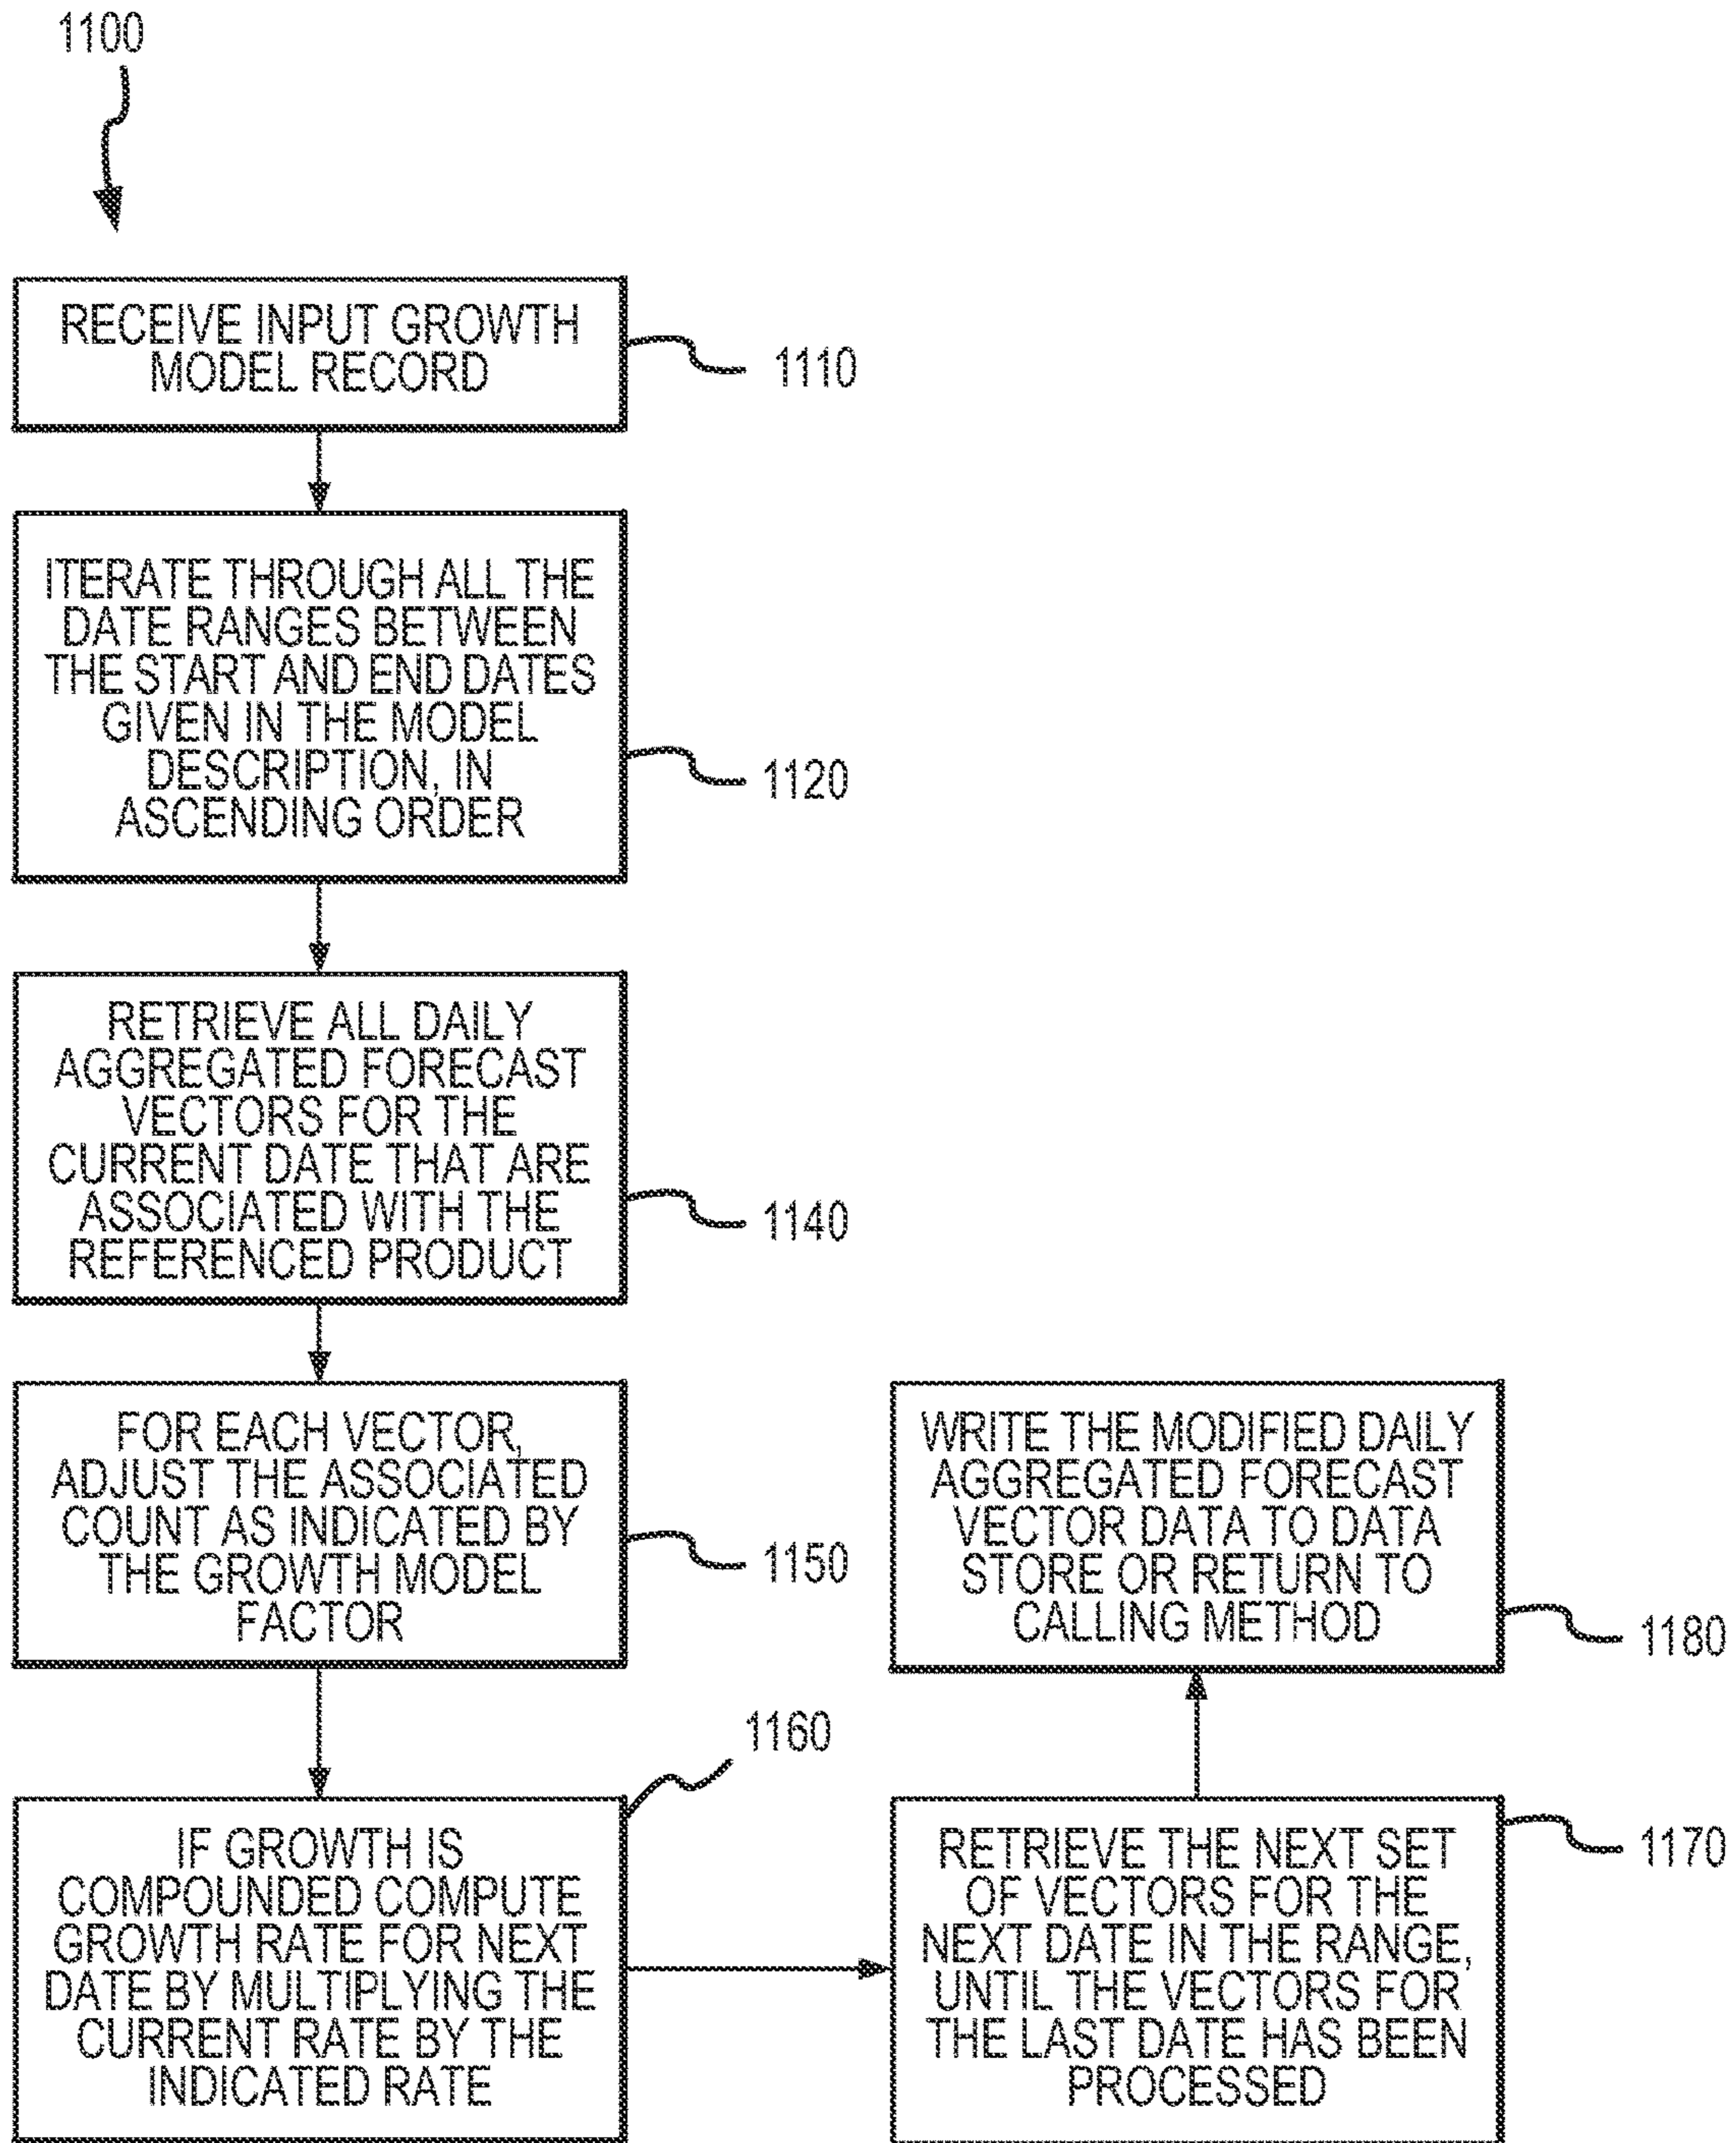 1100
RECEIVE INPUT GROWTH
MODEL RECORD
1110
ITERATE THROUGH ALL THE
DATE RANGES BETWEEN
THE START AND END DATES
GIVEN IN THE MODEL
DESCRIPTION, IN
ASCENDING ORDER
1120
RETRIEVE ALL DAILY
AGGREGATED FORECAST
VECTORS FOR THE
CURRENT DATE THAT ARE
ASSOCIATED WITH THE
REFERENCED PRODUCT
1140
FOR EACH VECTOR,
ADJUST THE ASSOCIATED
COUNT AS INDICATED BY
THE GROWTH MODEL
FACTOR
1150
IF GROWTH IS
COMPOUNDED COMPUTE
GROWTH RATE FOR NEXT
DATE BY MULTIPLYING THE
CURRENT RATE BY THE
INDICATED RATE
1160
RETRIEVE THE NEXT SET
OF VECTORS FOR THE
NEXT DATE IN THE RANGE,
UNTIL THE VECTORS FOR
THE LAST DATE HAS BEEN
PROCESSED
1170
WRITE THE MODIFIED DAILY
AGGREGATED FORECAST
VECTOR DATA TO DATA
STORE OR RETURN TO
CALLING METHOD
1180